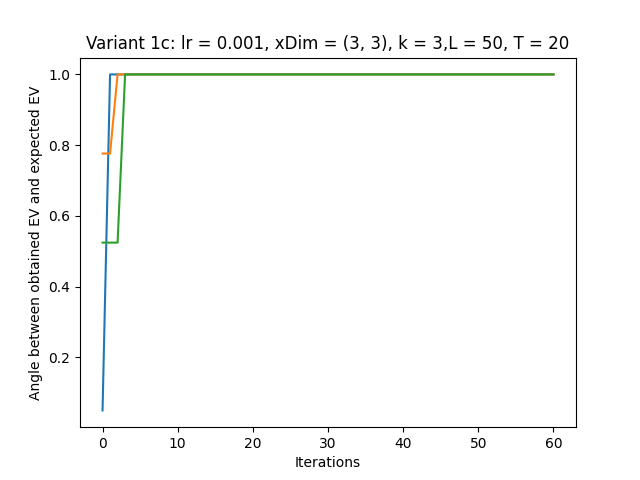 Variant 1c: lr = 0.001, xDim = (3, 3), k = 3,L = 50, T = 20
Angle between obtained EV and expected EV
1.0
0.8
0.6
0.4
0.2
0 10 20 30 40 50 60
Iterations